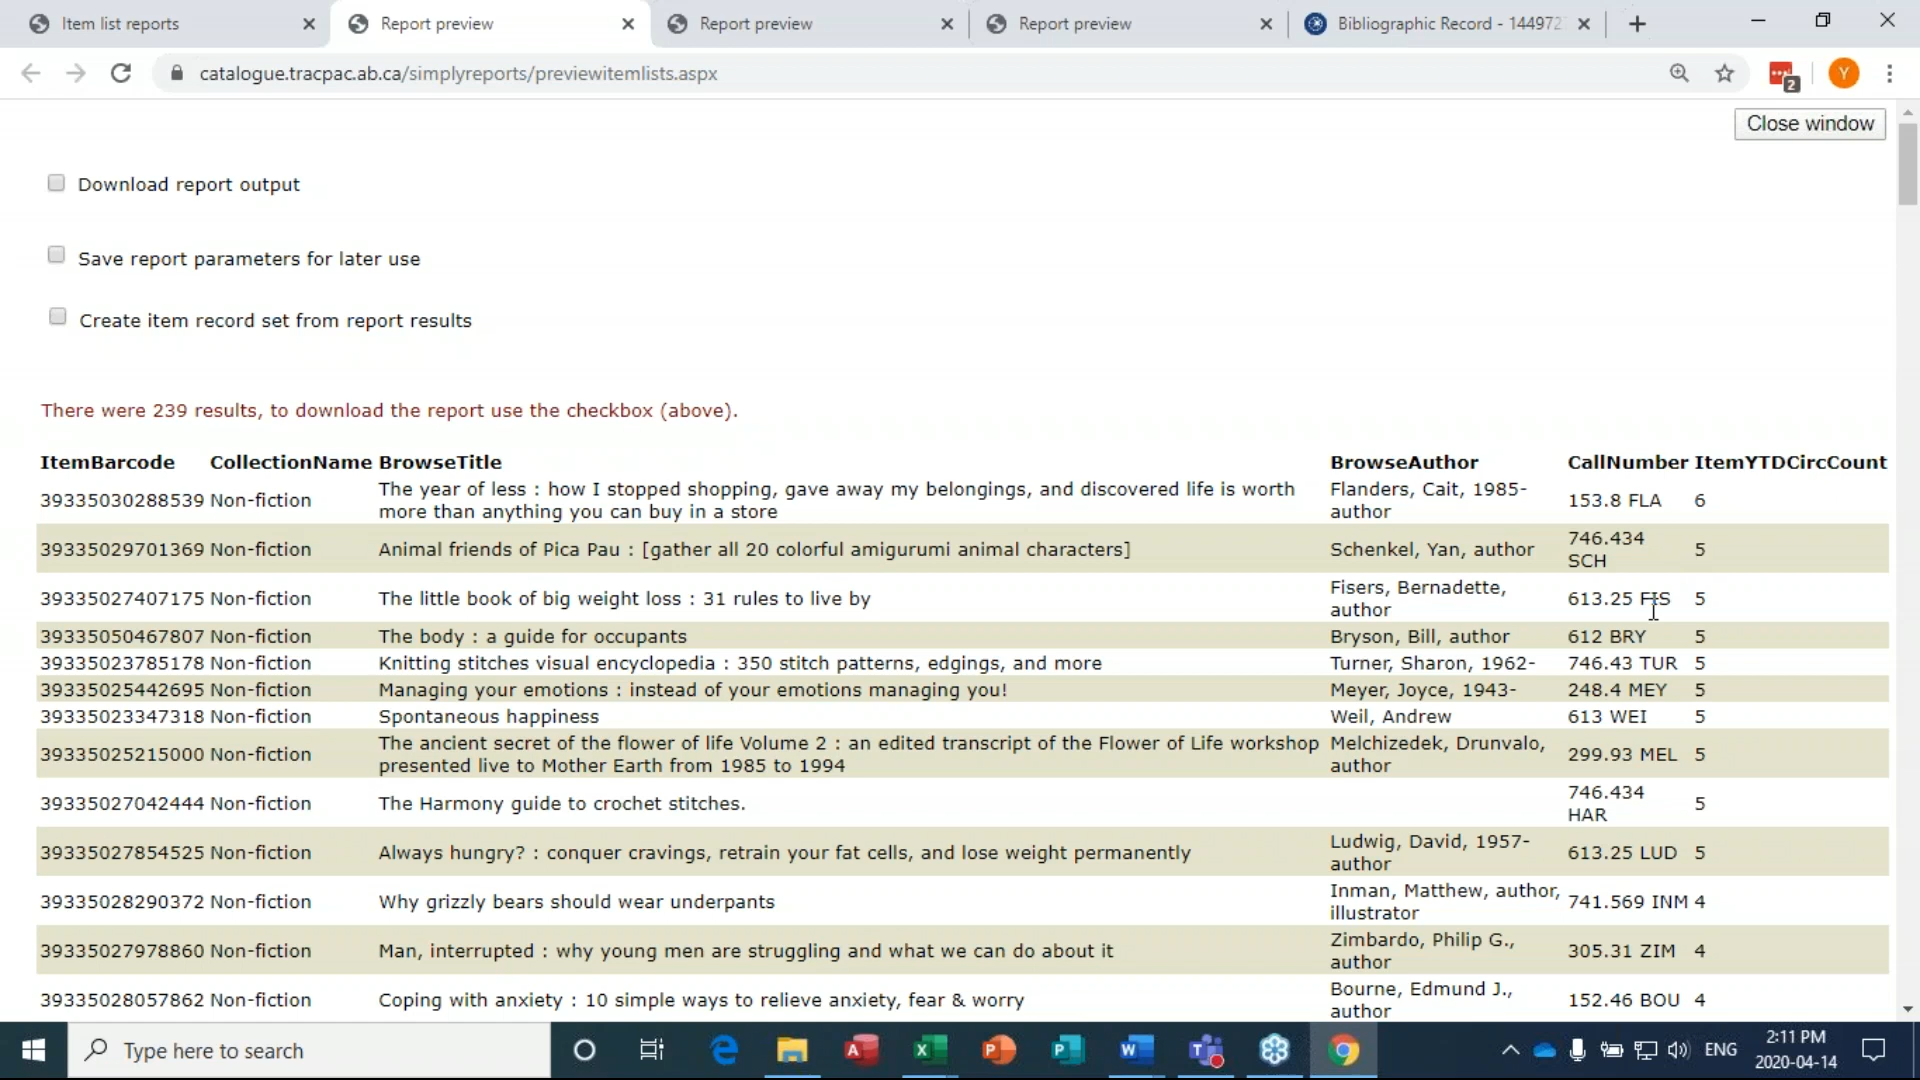 Item list reports
Report preview
Report preview
Report preview
Bibliographic Record - 144972
catalogue.tracpac.ab.ca/simplyreports/previewitemlists.aspx
2
Y
Close window
Download report output
Save report parameters for later use
Create item record set from report results
There were 239 results, to download the report use the checkbox (above).
ItemBarcode CollectionName BrowseTitle BrowseAuthor CallNumber ItemYTDCircCount
39335030288539 Non-fiction The year of less : how I stopped shopping, gave away my belongings, and discovered life is worth more than anything you can buy in a store Flanders, Cait, 1985- author 153.8 FLA 6
39335029701369 Non-fiction Animal friends of Pica Pau : [gather all 20 colorful amigurumi animal characters] Schenkel, Yan, author 746.434 SCH 5
39335027407175 Non-fiction The little book of big weight loss : 31 rules to live by Fisers, Bernadette, author 613.25 FIS 5
39335050467807 Non-fiction The body : a guide for occupants Bryson, Bill, author 612 BRY 5
39335023785178 Non-fiction Knitting stitches visual encyclopedia : 350 stitch patterns, edgings, and more Turner, Sharon, 1962- 746.43 TUR 5
39335025442695 Non-fiction Managing your emotions : instead of your emotions managing you! Meyer, Joyce, 1943- 248.4 MEY 5
39335023347318 Non-fiction Spontaneous happiness Weil, Andrew 613 WEI 5
39335025215000 Non-fiction The ancient secret of the flower of life Volume 2 : an edited transcript of the Flower of Life workshop presented live to Mother Earth from 1985 to 1994 Melchizedek, Drunvalo, author 299.93 MEL 5
39335027042444 Non-fiction The Harmony guide to crochet stitches. 746.434 HAR 5
39335027854525 Non-fiction Always hungry? : conquer cravings, retrain your fat cells, and lose weight permanently Ludwig, David, 1957- author 613.25 LUD 5
39335028290372 Non-fiction Why grizzly bears should wear underpants Inman, Matthew, author, illustrator 741.569 INM 4
39335027978860 Non-fiction Man, interrupted : why young men are struggling and what we can do about it Zimbardo, Philip G., author 305.31 ZIM 4
39335028057862 Non-fiction Coping with anxiety : 10 simple ways to relieve anxiety, fear & worry Bourne, Edmund J., author 152.46 BOU 4
Type here to search
ENG
2:11 PM
2020-04-14